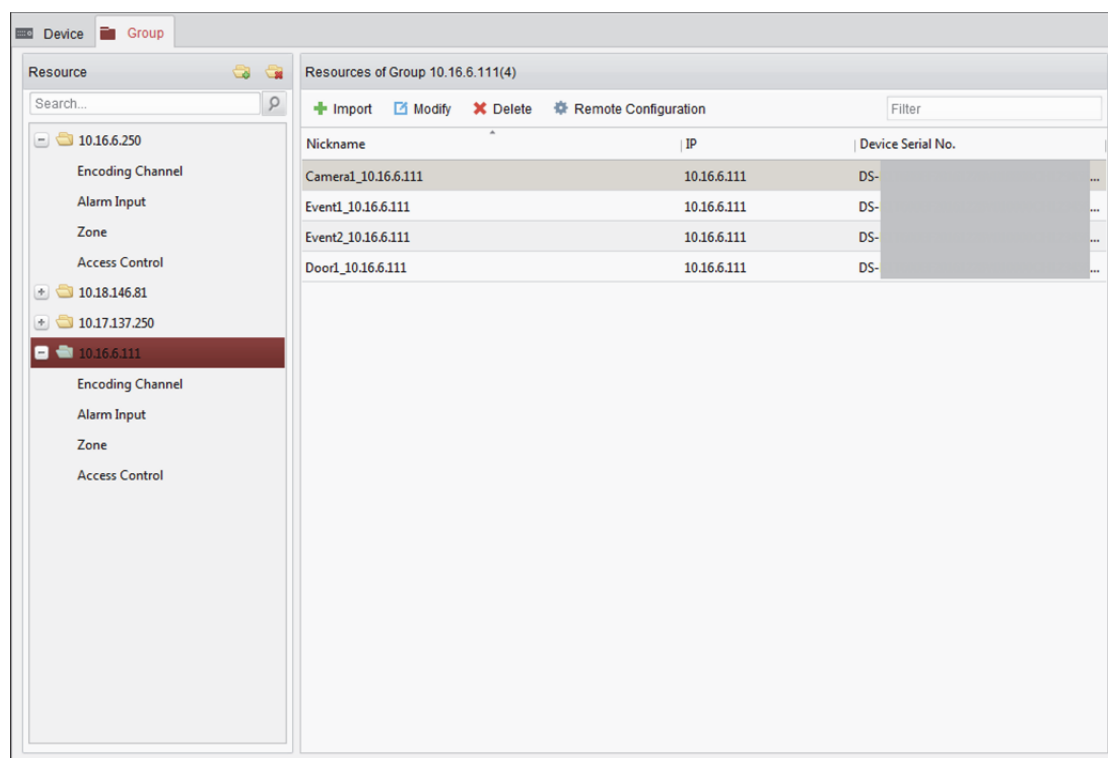 Device Group
Resource
Search...
10.16.6.250
Encoding Channel
Alarm Input
Zone
Access Control
10.18.146.81
10.17.137.250
10.16.6.111
Encoding Channel
Alarm Input
Zone
Access Control
Resources of Group 10.16.6.111(4)
Import Modify Delete Remote Configuration Filter
Nickname IP Device Serial No.
Camera1_10.16.6.111 10.16.6.111 DS- ...
Event1_10.16.6.111 10.16.6.111 DS- ...
Event2_10.16.6.111 10.16.6.111 DS- ...
Door1_10.16.6.111 10.16.6.111 DS- ...